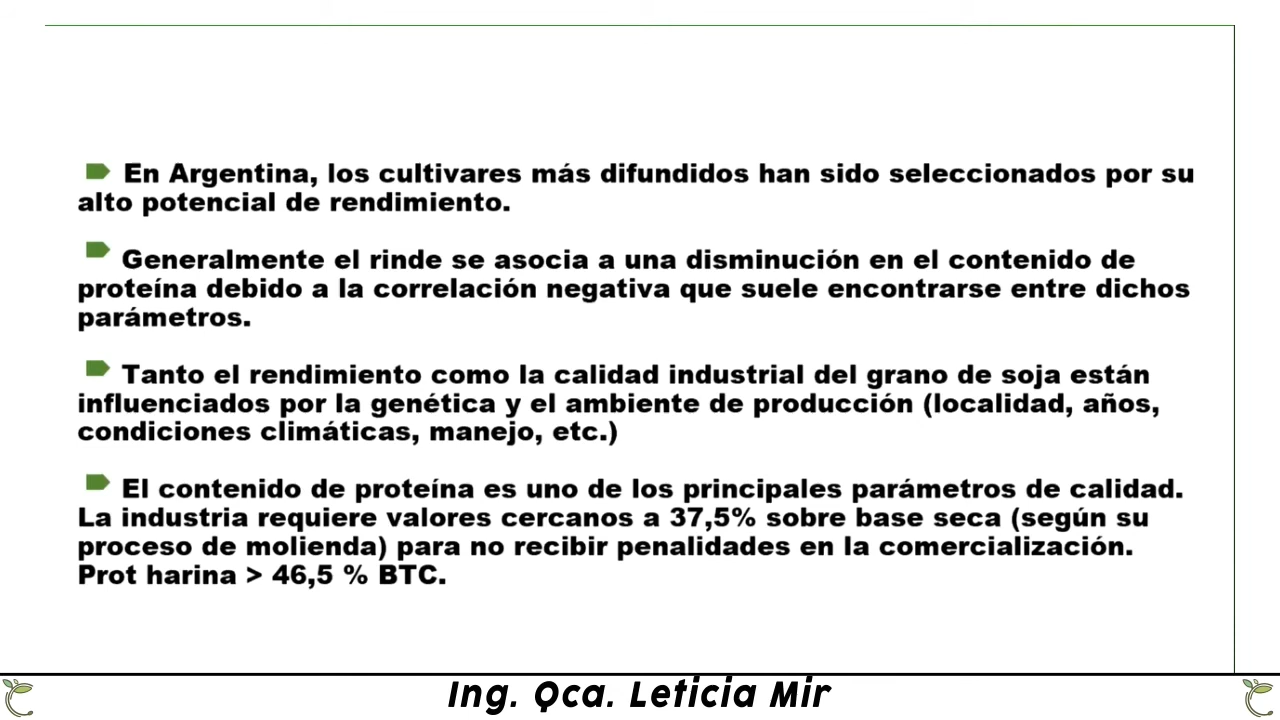 En Argentina, los cultivares más difundidos han sido seleccionados por su
alto potencial de rendimiento.
Generalmente el rinde se asocia a una disminución en el contenido de
proteína debido a la correlación negativa que suele encontrarse entre dichos
parámetros.
Tanto el rendimiento como la calidad industrial del grano de soja están
influenciados por la genética y el ambiente de producción (localidad, años,
condiciones climáticas, manejo, etc.)
El contenido de proteína es uno de los principales parámetros de calidad.
La industria requiere valores cercanos a 37,5% sobre base seca (según su
proceso de molienda) para no recibir penalidades en la comercialización.
Prot harina > 46,5 % BTC.
Ing. Qca. Leticia Mir